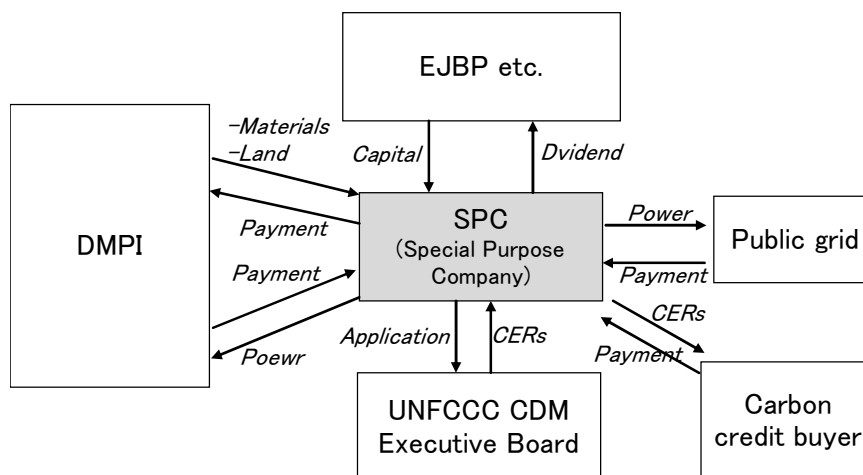 EJBP etc.
-Materials
-Land
Capital
Dvidend
DMPI
Payment
SPC
(Special Purpose
Company)
Power
Public grid
Payment
Payment
Poewr
Application
CERs
CERs
Payment
UNFCCC CDM
Executive Board
Carbon
credit buyer